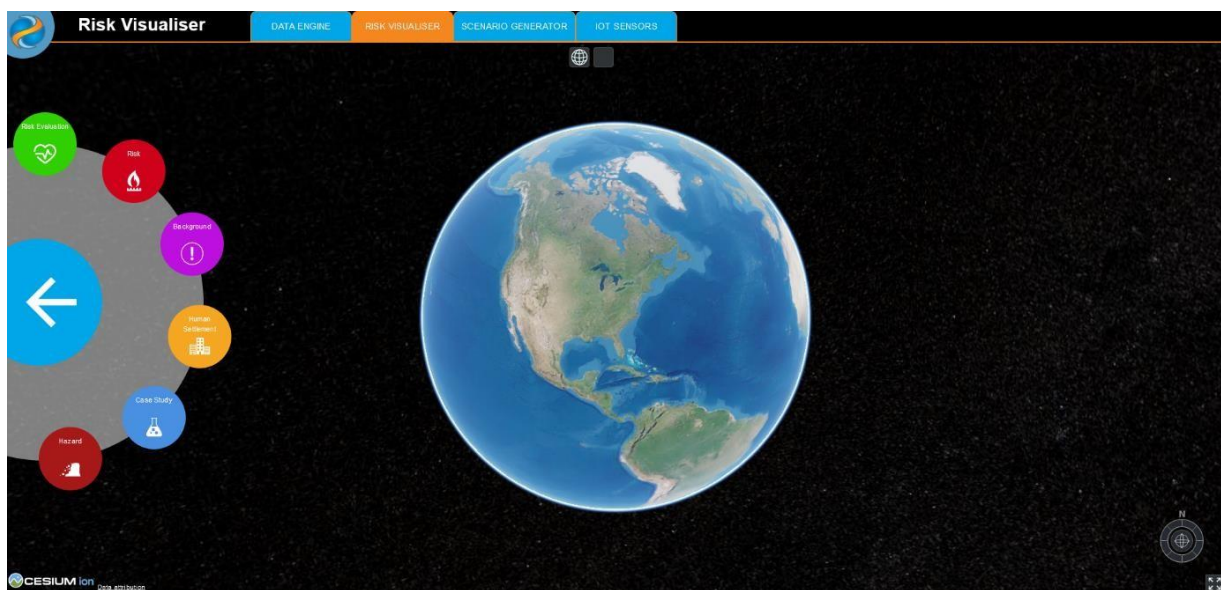 Risk Visualiser
DATA ENGINE
RISK VISUALISER
SCENARIO GENERATOR
IOT SENSORS
Risk Evaluation
Risk
Background
Human
Settlement
Case Study
Hazard
N
CESIUM ion
Data attribution